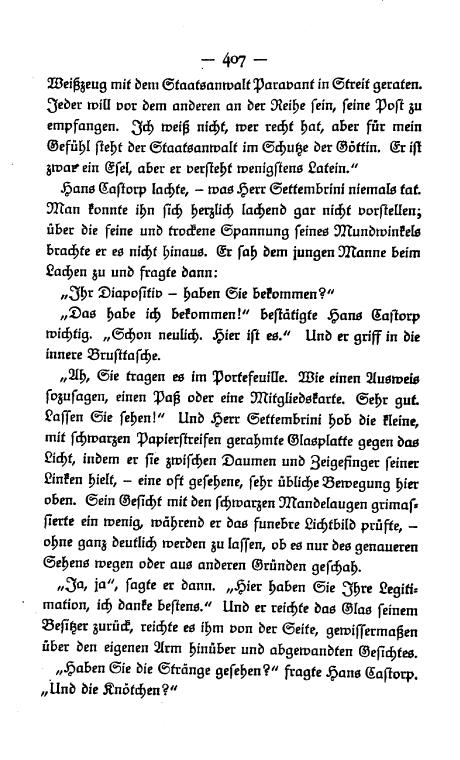 — 407 —
Weißzeug mit dem Staatsanwalt Paravant in Streit geraten.
Jeder will vor dem anderen an der Reihe sein, seine Post zu
empfangen. Ich weiß nicht, wer recht hat, aber für mein
Gefühl steht der Staatsanwalt im Schutze der Göttin. Er ist
zwar ein Esel, aber er versteht wenigstens Latein.“
Hans Castorp lachte, – was Herr Settembrini niemals tat.
Man konnte ihn sich herzlich lachend gar nicht vorstellen;
über die feine und trockene Spannung seines Mundwinkels
brachte er es nicht hinaus. Er sah dem jungen Manne beim
Lachen zu und fragte dann:
„Ihr Diapositiv – haben Sie bekommen?“
„Das habe ich bekommen!“ bestätigte Hans Castorp
wichtig. „Schon neulich. Hier ist es.“ Und er griff in die
innere Brusttasche.
„Ah, Sie tragen es im Portefeuille. Wie einen Ausweis
sozusagen, einen Paß oder eine Mitgliedskarte. Sehr gut.
Lassen Sie sehen!“ Und Herr Settembrini hob die kleine,
mit schwarzen Papierstreifen gerahmte Glasplatte gegen das
Licht, indem er sie zwischen Daumen und Zeigefinger seiner
Linken hielt, – eine oft gesehene, sehr übliche Bewegung hier
oben. Sein Gesicht mit den schwarzen Mandelaugen grimas-
sierte ein wenig, während er das funebre Lichtbild prüfte, –
ohne ganz deutlich werden zu lassen, ob es nur des genaueren
Sehens wegen oder aus anderen Gründen geschah.
„Ja, ja“, sagte er dann. „Hier haben Sie Ihre Legiti-
mation, ich danke bestens.“ Und er reichte das Glas seinem
Besitzer zurück, reichte es ihm von der Seite, gewissermaßen
über den eigenen Arm hinüber und abgewandten Gesichtes.
„Haben Sie die Stränge gesehen?“ fragte Hans Castorp.
„Und die Knötchen?“